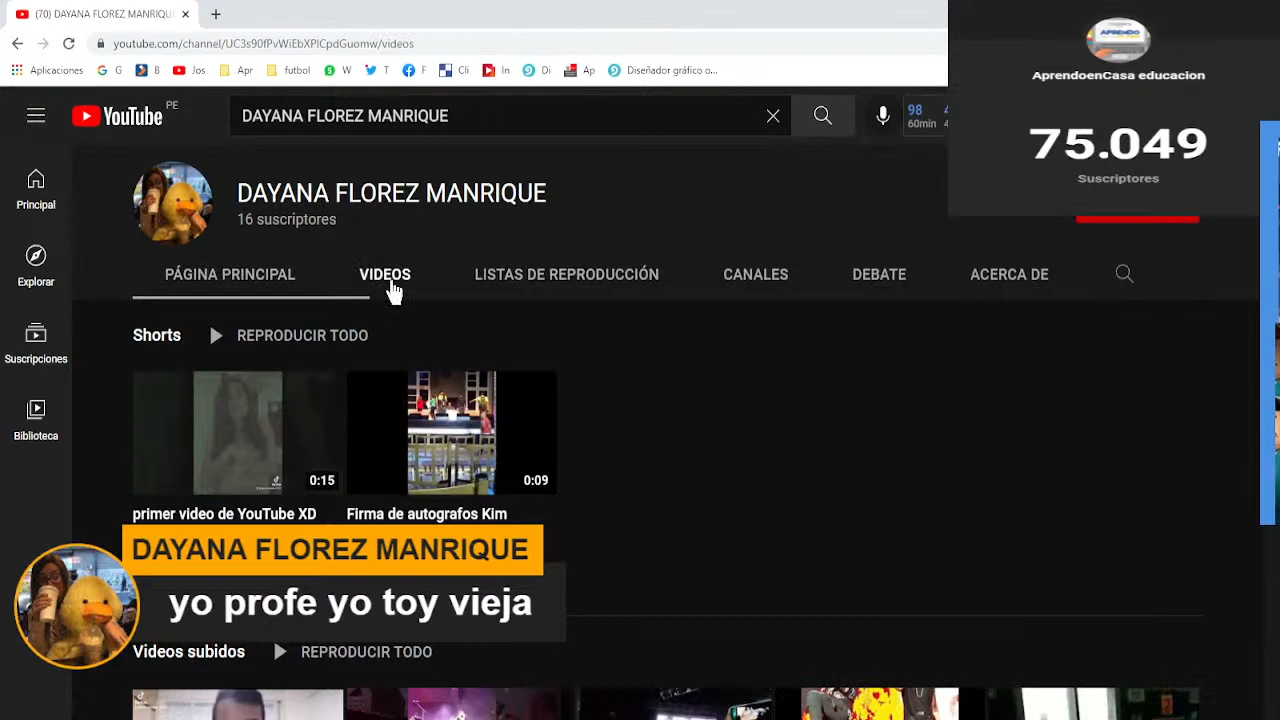 (70) DAYANA FLOREZ MANRIQU
youtube.com/channel/UC3s90fPvWiEbXPICpdGuomw/videos
Aplicaciones G B Jos Apr futbol W T F Cli In Di Ap Diseñador gráfico o...
APRENDO
AprendoenCasa educacion
75.049
Suscriptores
YouTube PE
DAYANA FLOREZ MANRIQUE
98
60min
Principal
Explorar
Suscripciones
Biblioteca
DAYANA FLOREZ MANRIQUE
16 suscriptores
PÁGINA PRINCIPAL VIDEOS LISTAS DE REPRODUCCIÓN CANALES DEBATE ACERCA DE
Shorts REPRODUCIR TODO
0:15 0:09
primer video de YouTube XD Firma de autografos Kim
DAYANA FLOREZ MANRIQUE
yo profe yo toy vieja
Videos subidos REPRODUCIR TODO